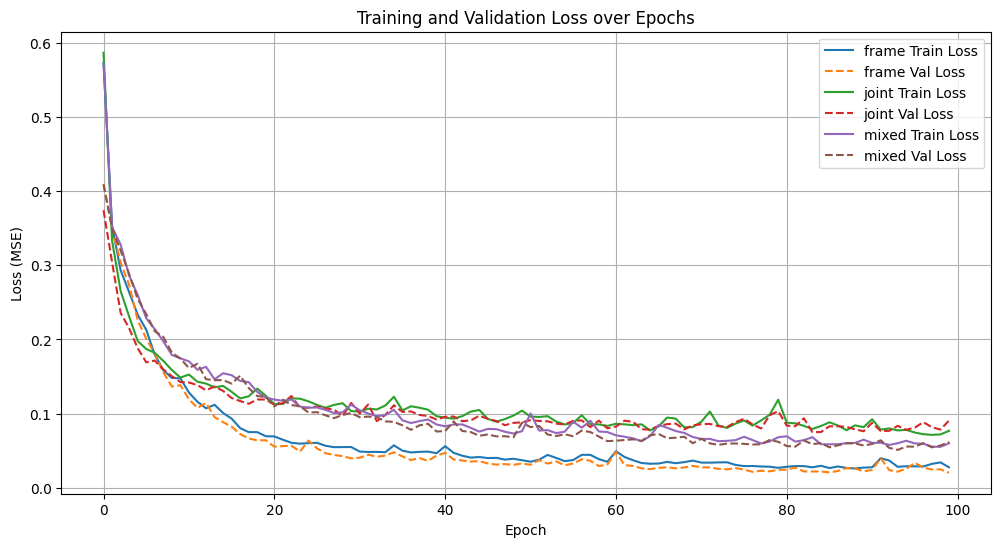 Training and Validation Loss over Epochs
frame Train Loss
frame Val Loss
joint Train Loss
joint Val Loss
mixed Train Loss
mixed Val Loss
Loss (MSE)
0.6
0.5
0.4
0.3
0.2
0.1
0.0
0 20 40 60 80 100
Epoch